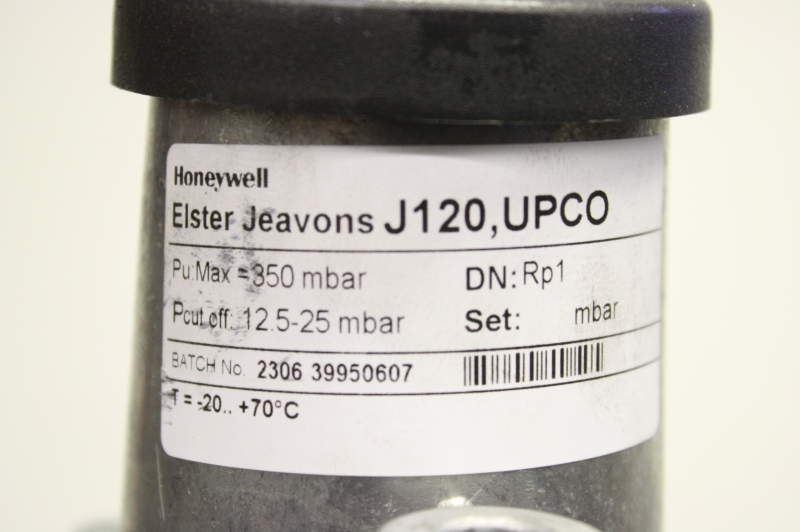 Honeywell
Elster Jeavons J120,UPCO
Pu:Max =350 mbar DN: Rp1
Pcut off: 12.5-25 mbar Set: mbar
BATCH No. 2306 39950607
T = -20.. +70°C